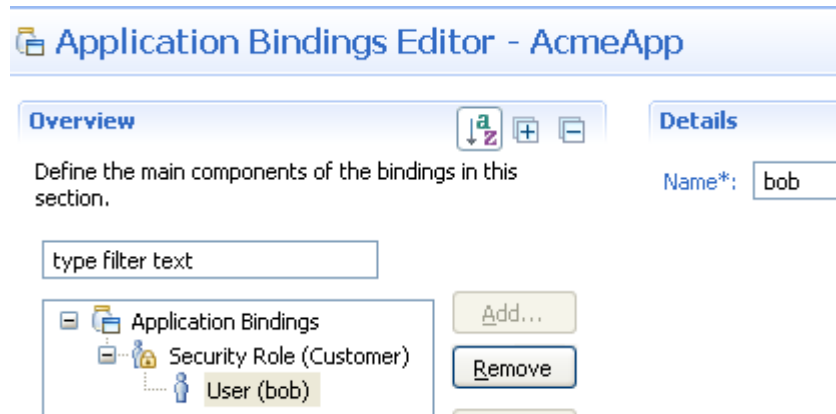 Application Bindings Editor - AcmeApp
Overview
Define the main components of the bindings in this
section.
type filter text
Application Bindings
Security Role (Customer)
User (bob)
Add...
Remove
Details
Name*: bob